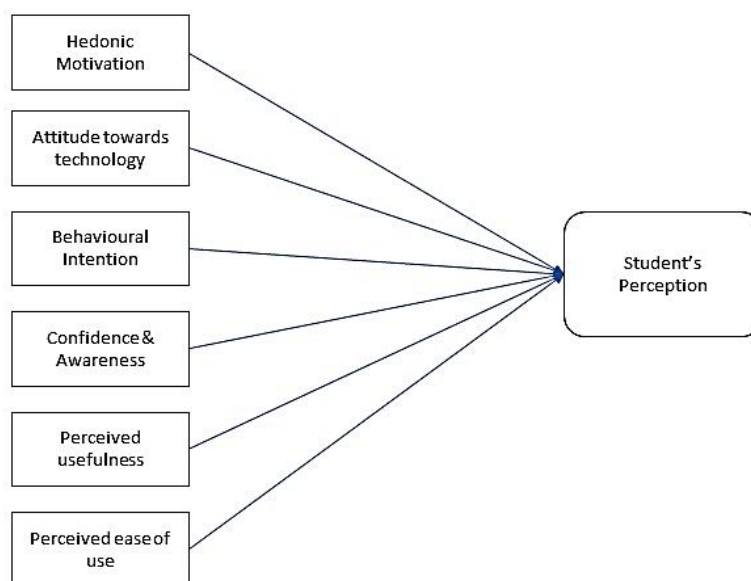 Hedonic
Motivation
Attitude towards
technology
Behavioural
Intention
Confidence &
Awareness
Perceived
usefulness
Perceived ease of
use
Student's
Perception